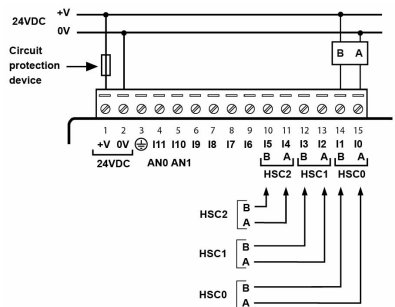 +V
24VDC
0V
Circuit
protection
device
B A
1 2 3 4 5 6 7 8 9 10 11 12 13 14 15
+V 0V I11 I10 I9 I8 I7 I6 I5 I4 I3 I2 I1 I0
B A B A B A
24VDC AN0 AN1 HSC2 HSC1 HSC0
B
HSC2
A
B
HSC1
A
B
HSC0
A